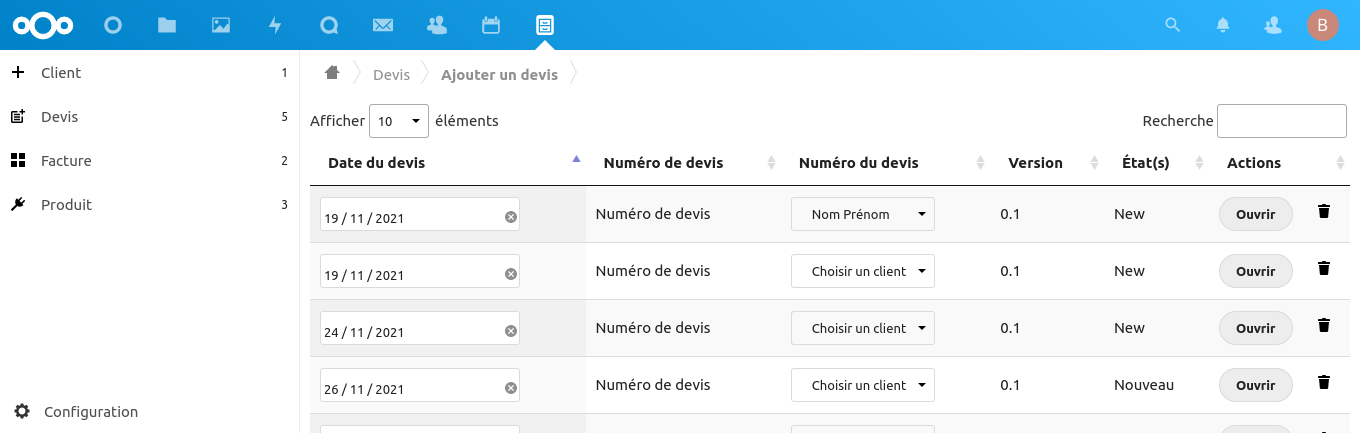 B
Client 1
Devis 5
Facture 2
Produit 3
Configuration
Devis Ajouter un devis
Afficher 10 éléments Recherche
Date du devis Numéro de devis Numéro du devis Version État(s) Actions
19 / 11 / 2021 Numéro de devis Nom Prénom 0.1 New Ouvrir
19 / 11 / 2021 Numéro de devis Choisir un client 0.1 New Ouvrir
24 / 11 / 2021 Numéro de devis Choisir un client 0.1 New Ouvrir
26 / 11 / 2021 Numéro de devis Choisir un client 0.1 Nouveau Ouvrir